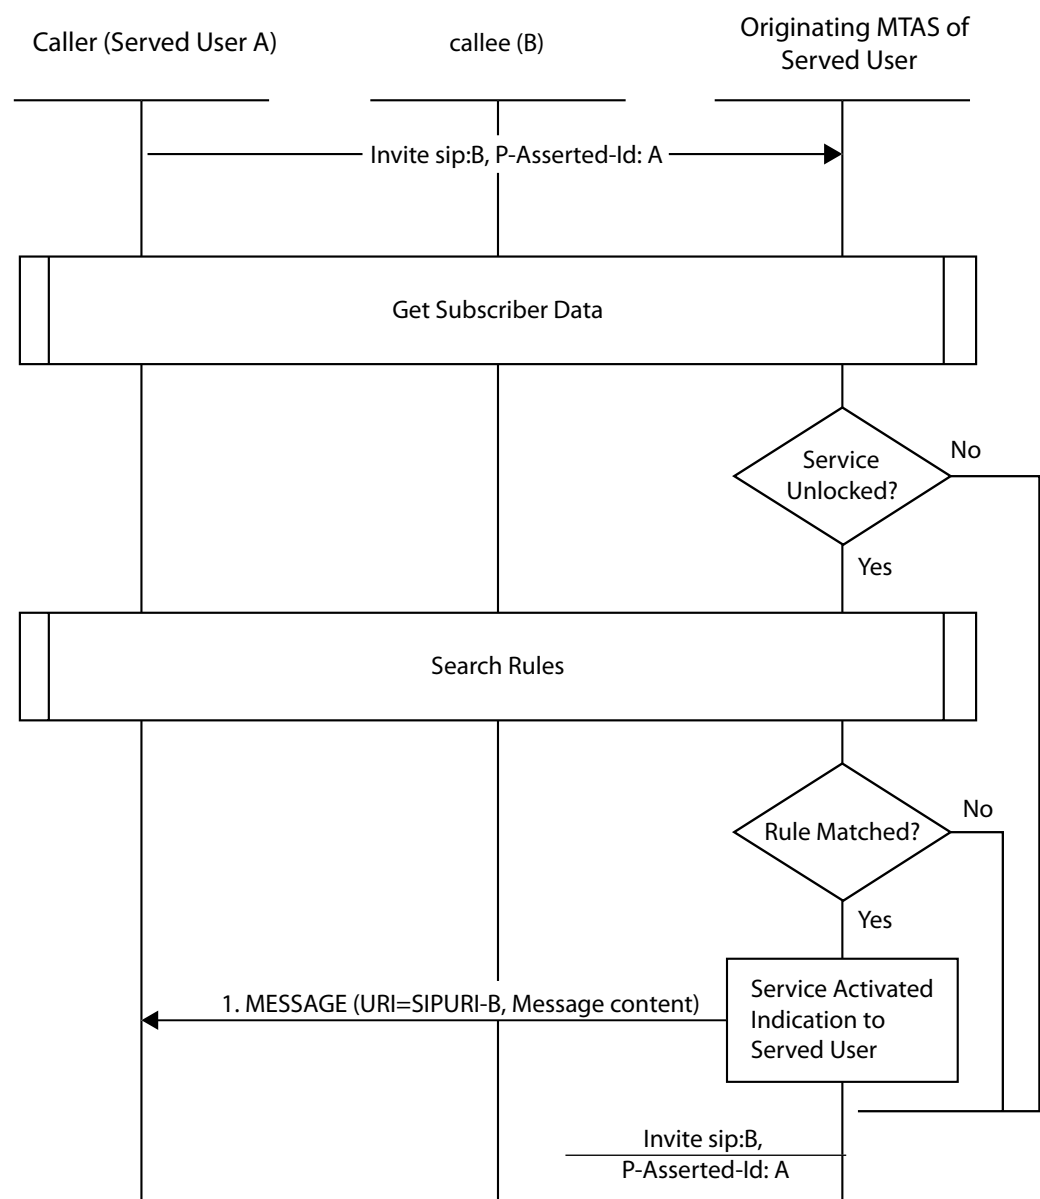 Caller (Served User A)
callee (B)
Originating MTAS of
Served User
Invite sip:B, P-Asserted-Id: A
Get Subscriber Data
Service
Unlocked?
No
Yes
Search Rules
Rule Matched?
No
Yes
1. MESSAGE (URI=SIPURI-B, Message content)
Service Activated
Indication to
Served User
Invite sip:B,
P-Asserted-Id: A